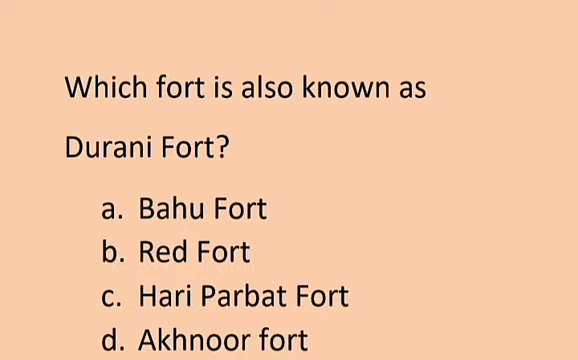 Which fort is also known as
Durani Fort?
a. Bahu Fort
b. Red Fort
c. Hari Parbat Fort
d. Akhnoor fort